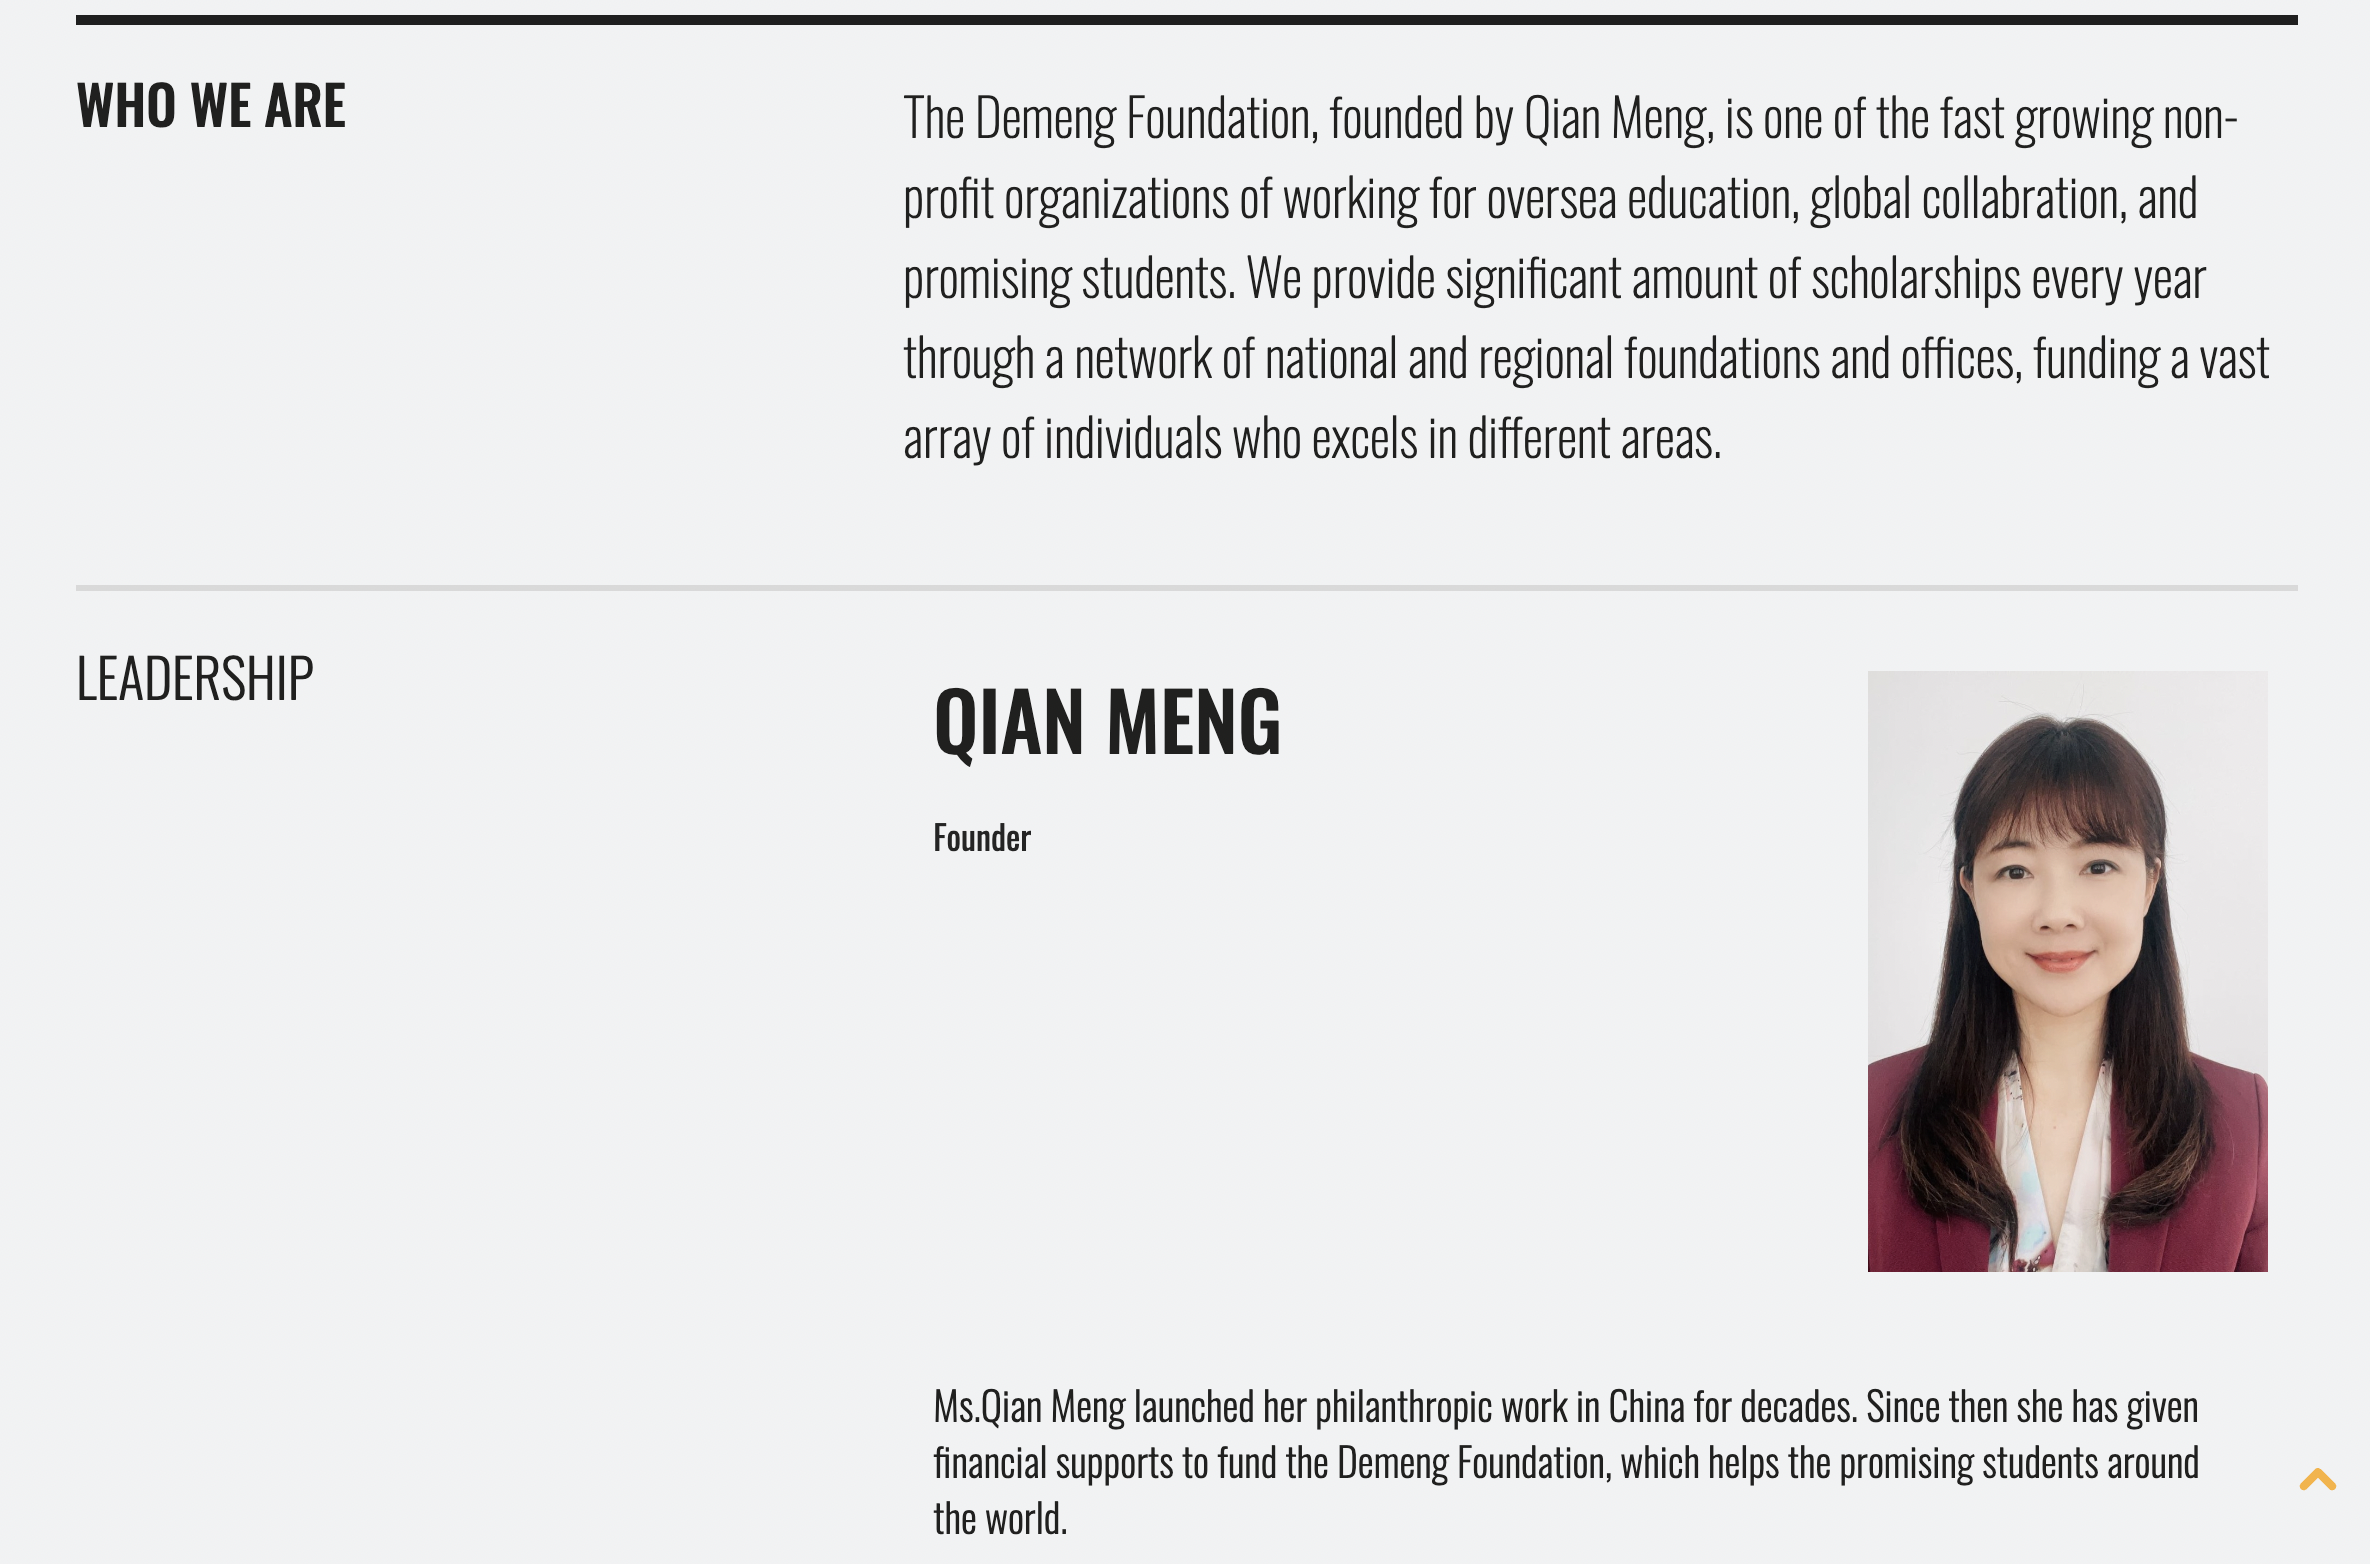 WHO WE ARE
The Demeng Foundation, founded by Qian Meng, is one of the fast growing non-
profit organizations of working for oversea education, global collabration, and
promising students. We provide significant amount of scholarships every year
through a network of national and regional foundations and offices, funding a vast
array of individuals who excels in different areas.
LEADERSHIP
QIAN MENG
Founder
Ms.Qian Meng launched her philanthropic work in China for decades. Since then she has given
financial supports to fund the Demeng Foundation, which helps the promising students around
the world.